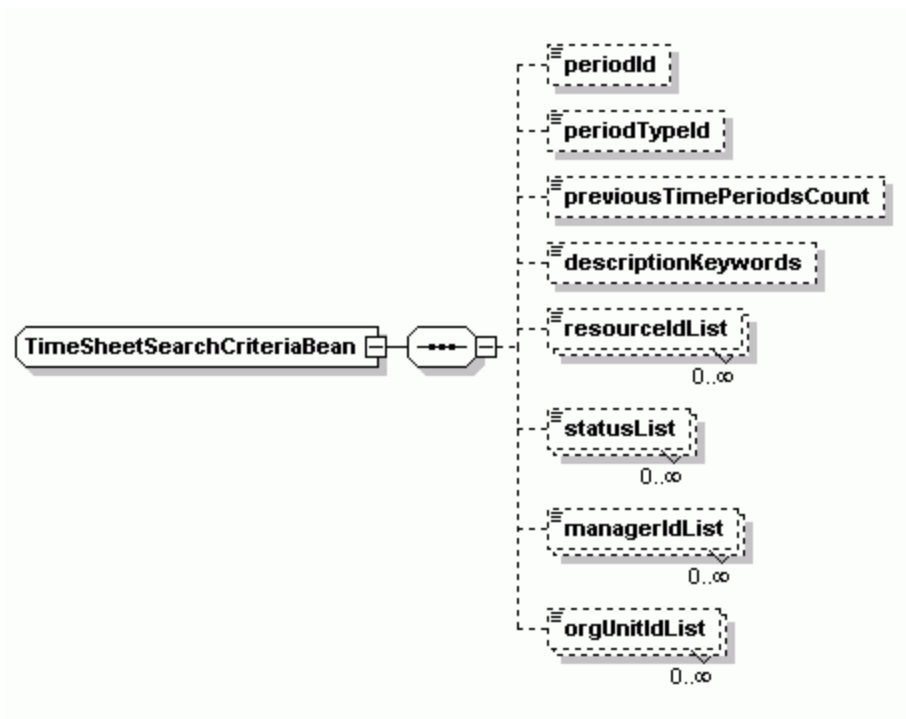 periodId
periodTypeId
previousTimePeriodsCount
descriptionKeywords
resourceIdList
0..∞
TimeSheetSearchCriteriaBean
statusList
0..∞
managerIdList
0..∞
orgUnitIdList
0..∞